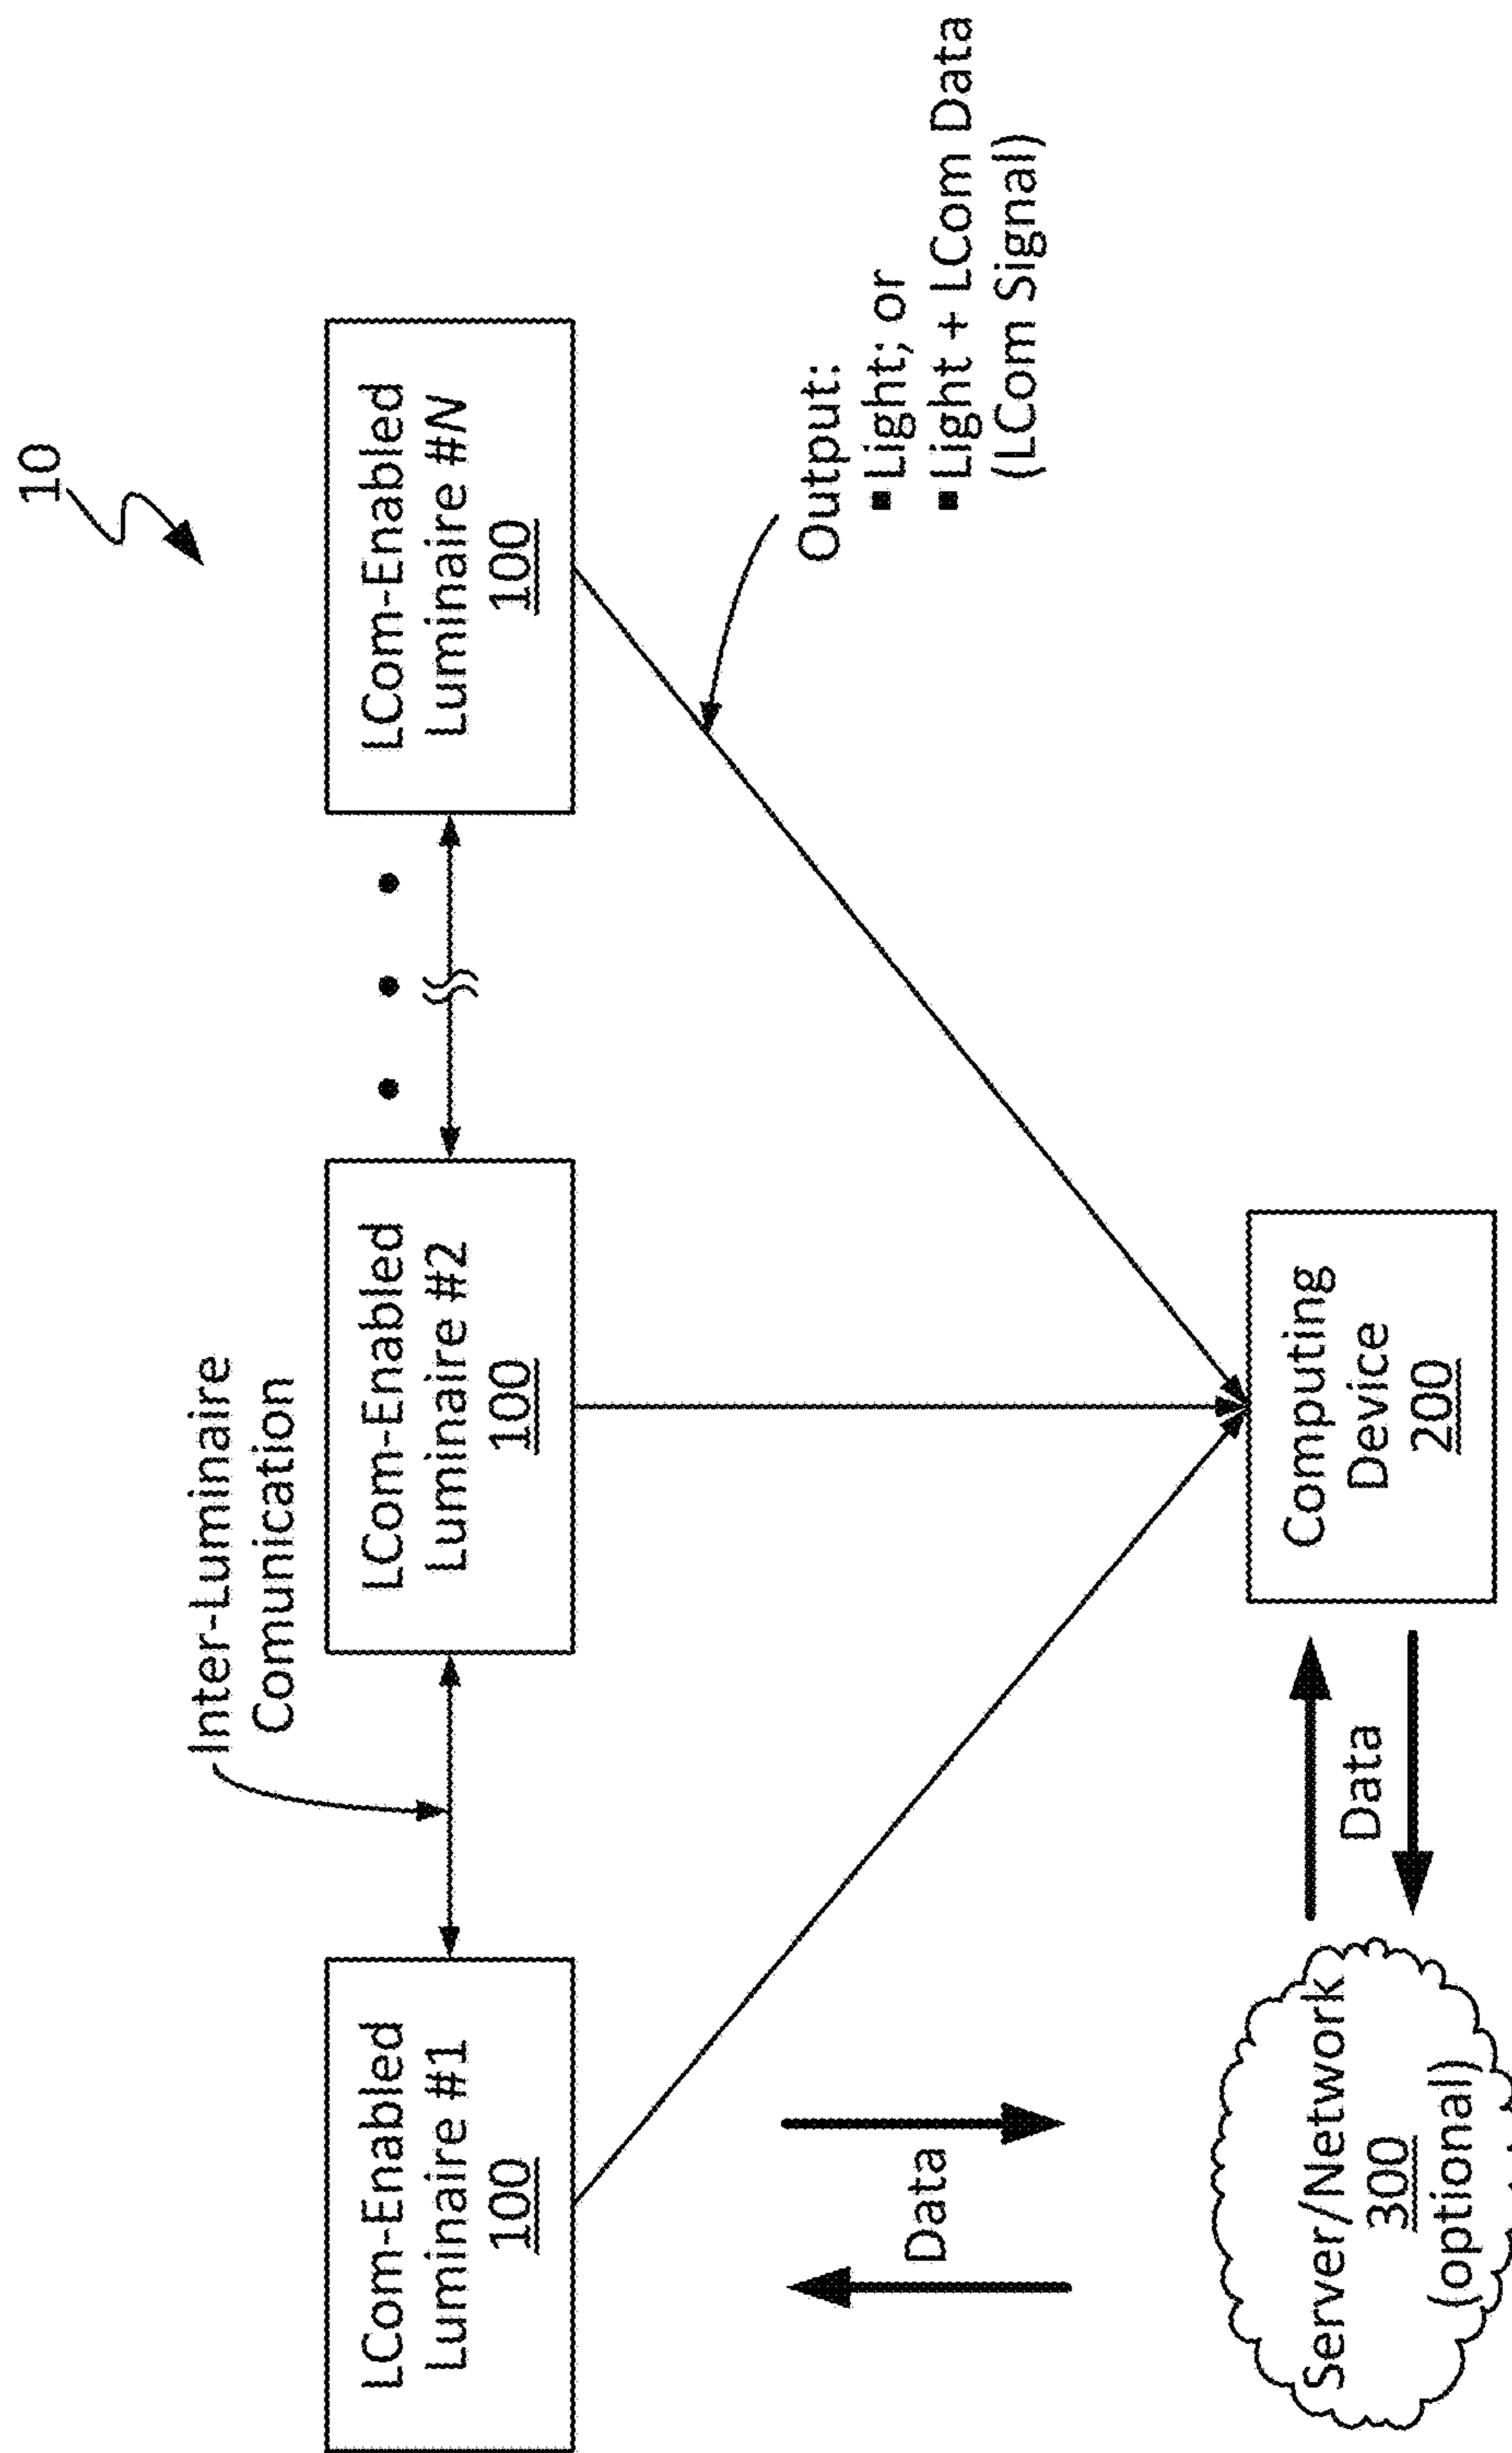 10
Inter-Luminaire
Comunication
LCom-Enabled
Luminaire #1
100
LCom-Enabled
Luminaire #2
100
LCom-Enabled
Luminaire #N
100
Output:
▪ Light; or
▪ Light + LCom Data
(LCom Signal)
Data
Server/Network
300
(optional)
Data
Computing
Device
200